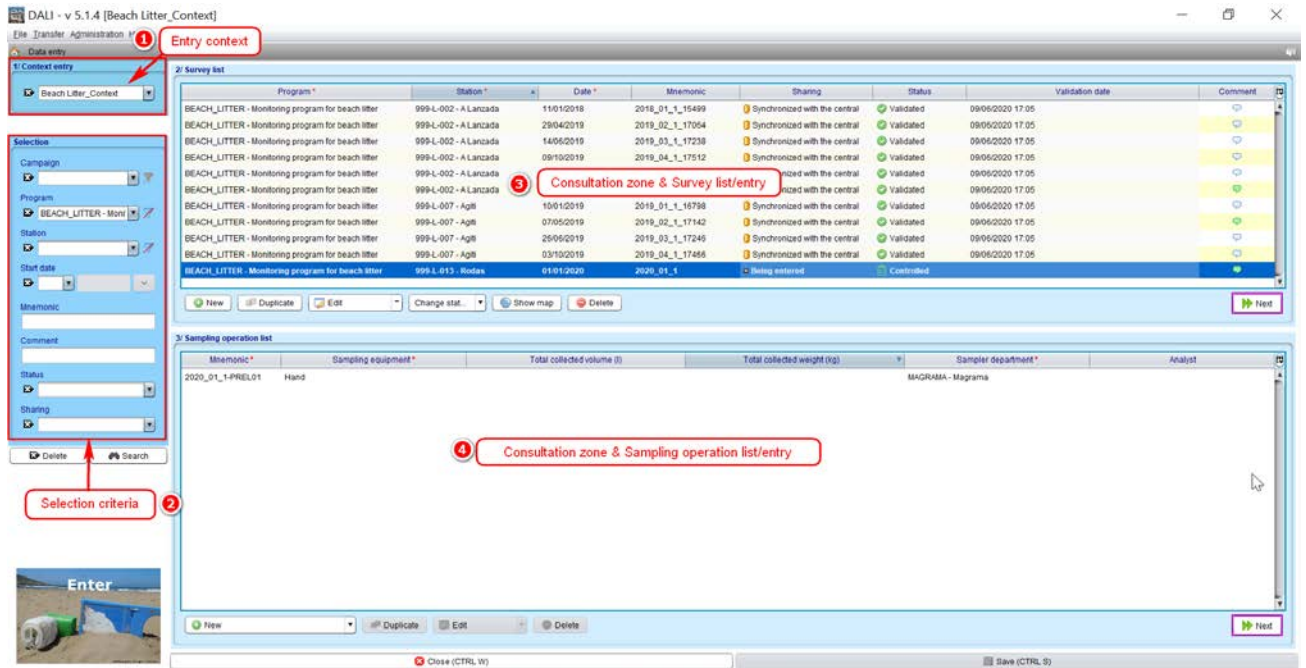 DALI - v 5.1.4 [Beach Litter_Context]
File Transfer Administration
Data entry
1 Entry context
1/ Context entry
Beach Litter_Context
Selection
Campaign
Program
BEACH_LITTER - Moni
Station
Start date
Mnemonic
Comment
Status
Sharing
Delete Search
Selection criteria 2
Enter
2/ Survey list
Program * Station * Date * Mnemonic Sharing Status Validation date Comment
BEACH_LITTER - Monitoring program for beach litter 999-L-002 - A Lanzada 11/01/2018 2018_01_1_15499 Synchronized with the central Validated 09/06/2020 17:05
BEACH_LITTER - Monitoring program for beach litter 999-L-002 - A Lanzada 29/04/2019 2019_02_1_17064 Synchronized with the central Validated 09/06/2020 17:05
BEACH_LITTER - Monitoring program for beach litter 999-L-002 - A Lanzada 14/06/2019 2019_03_1_17238 Synchronized with the central Validated 09/06/2020 17:05
BEACH_LITTER - Monitoring program for beach litter 999-L-002 - A Lanzada 09/10/2019 2019_04_1_17512 Synchronized with the central Validated 09/06/2020 17:05
BEACH_LITTER - Monitoring program for beach litter 999-L-002 - A Lanzada nized with the central Validated 09/06/2020 17:05
BEACH_LITTER - Monitoring program for beach litter 999-L-002 - A Lanzada nized with the central Validated 09/06/2020 17:05
3 Consultation zone & Survey list/entry
BEACH_LITTER - Monitoring program for beach litter 999-L-007 - Agiti 10/01/2019 2019_01_1_16798 Synchronized with the central Validated 09/06/2020 17:05
BEACH_LITTER - Monitoring program for beach litter 999-L-007 - Agiti 07/05/2019 2019_02_1_17142 Synchronized with the central Validated 09/06/2020 17:05
BEACH_LITTER - Monitoring program for beach litter 999-L-007 - Agiti 26/06/2019 2019_03_1_17246 Synchronized with the central Validated 09/06/2020 17:05
BEACH_LITTER - Monitoring program for beach litter 999-L-007 - Agiti 03/10/2019 2019_04_1_17466 Synchronized with the central Validated 09/06/2020 17:05
BEACH_LITTER - Monitoring program for beach litter 999-L-013 - Rodas 01/01/2020 2020_01_1 Being entered Controlled
New Duplicate Edit Change stat... Show map Delete Next
3/ Sampling operation list
Mnemonic * Sampling equipment * Total collected volume (l) Total collected weight (kg) Sampler department * Analyst
2020_01_1-PREL01 Hand MAGRAMA - Magrama
4 Consultation zone & Sampling operation list/entry
New Duplicate Edit Delete Next
Close (CTRL W) Save (CTRL S)